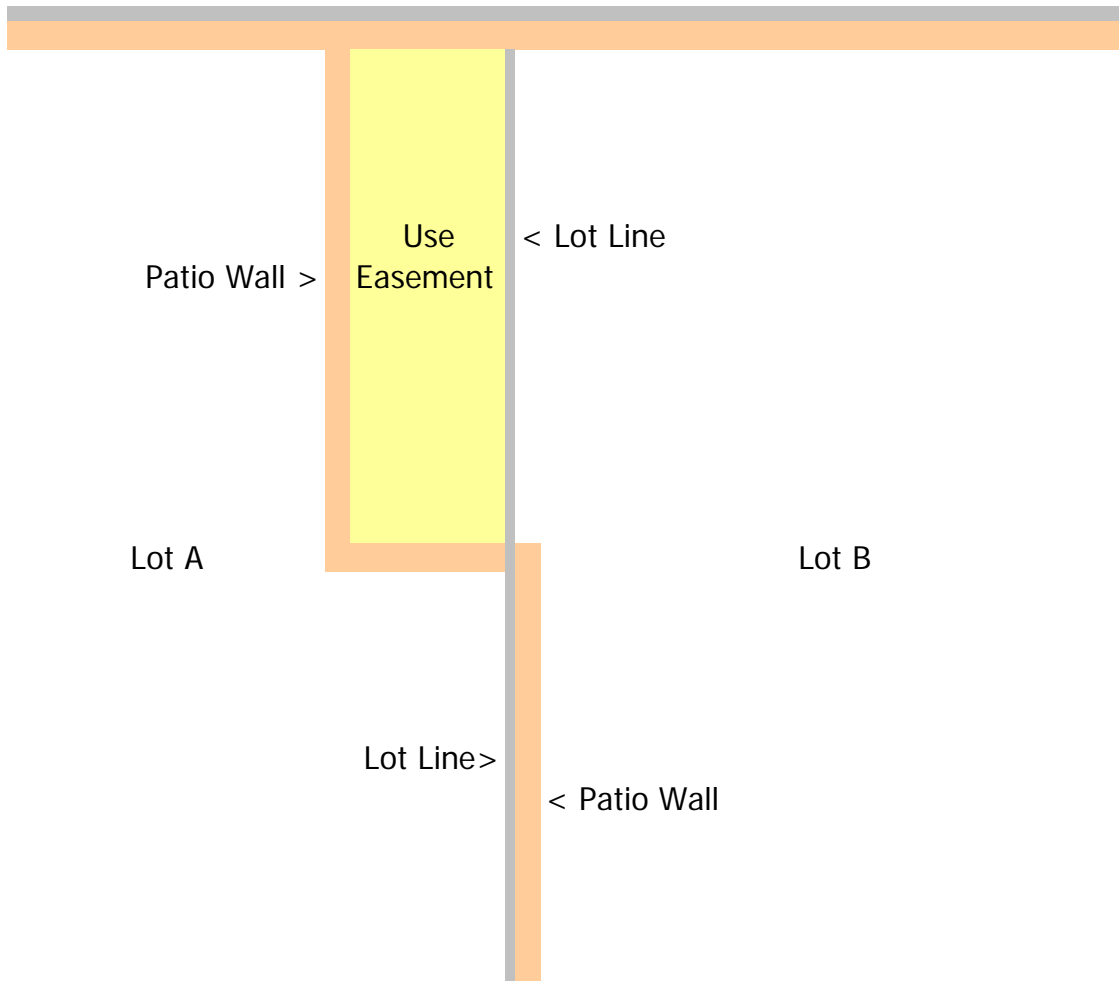 Use
Easement
< Lot Line
Patio Wall >
Lot A
Lot B
Lot Line>
< Patio Wall